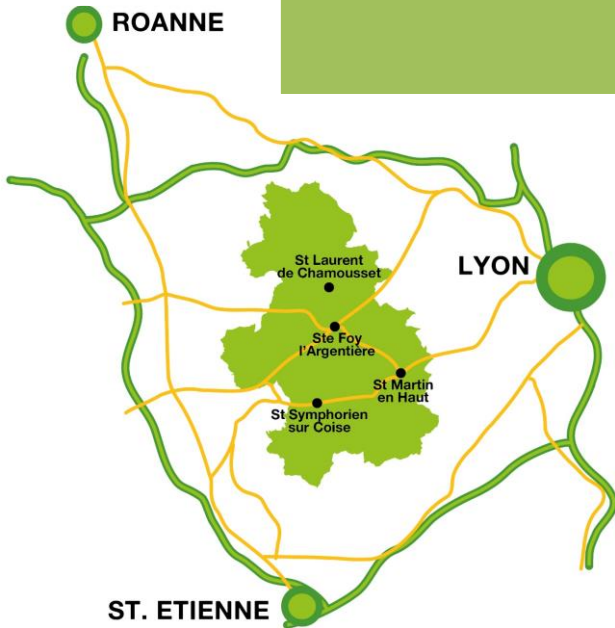 ROANNE
St Laurent
de Chamousset
LYON
Ste Foy
l'Argentière
St Martin
en Haut
St Symphorien
sur Coise
ST. ETIENNE